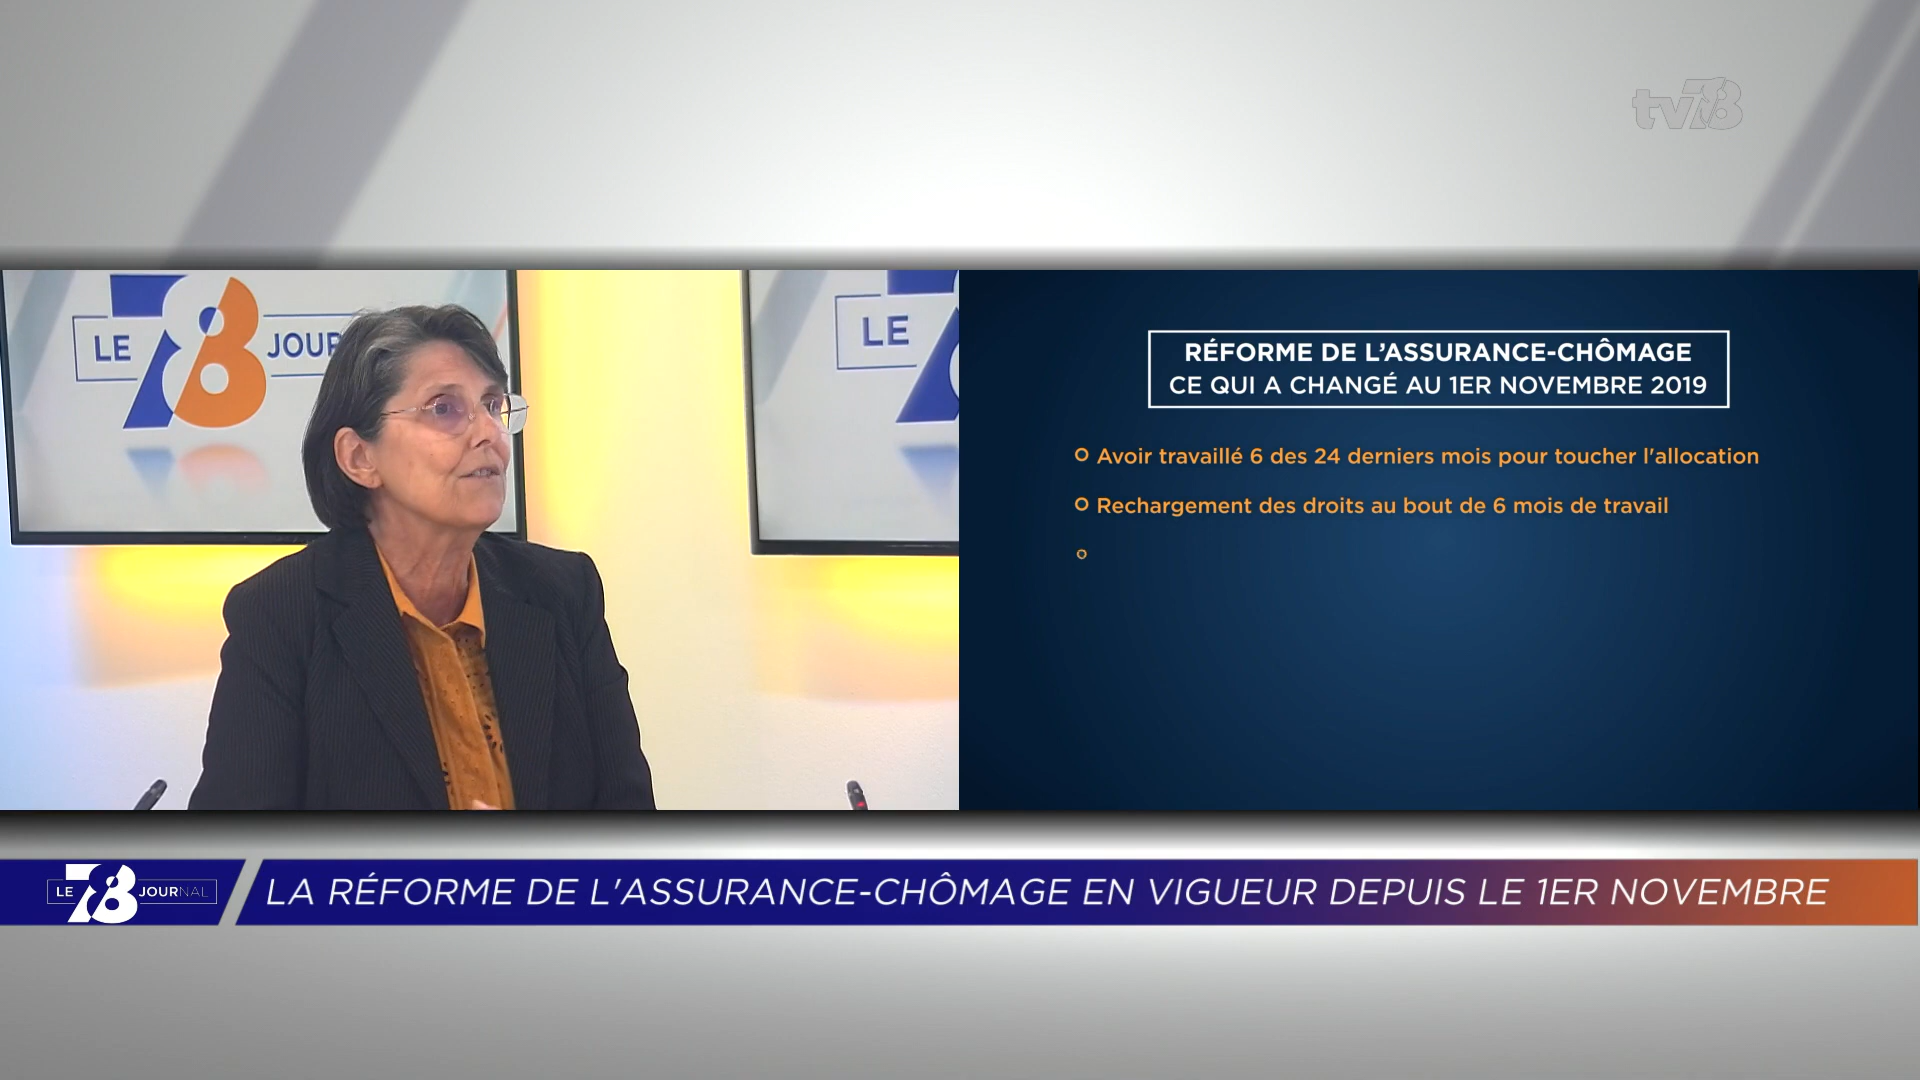 tv78
LE 78 JOUR
LE
RÉFORME DE L'ASSURANCE-CHÔMAGE
CE QUI A CHANGÉ AU 1ER NOVEMBRE 2019
Avoir travaillé 6 des 24 derniers mois pour toucher l'allocation
Rechargement des droits au bout de 6 mois de travail
LE 78 JOURNAL
LA RÉFORME DE L'ASSURANCE-CHÔMAGE EN VIGUEUR DEPUIS LE 1ER NOVEMBRE